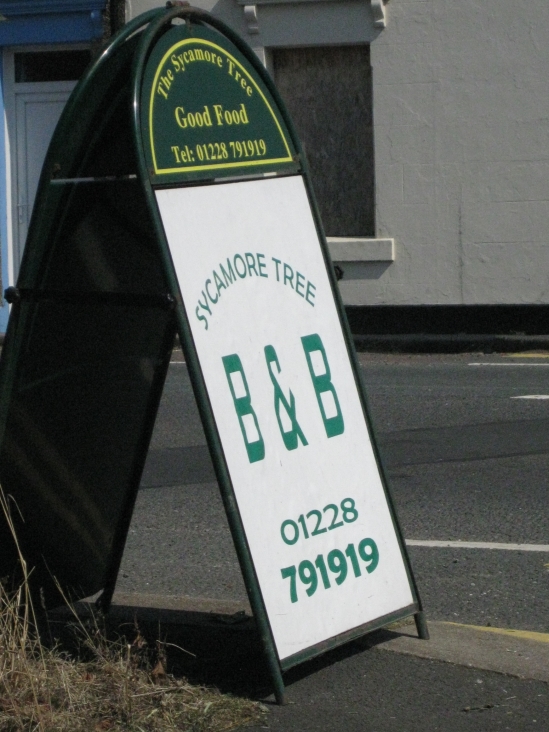 The Sycamore Tree
Good Food
Tel: 01228 791919
SYCAMORE TREE
B & B
01228
791919